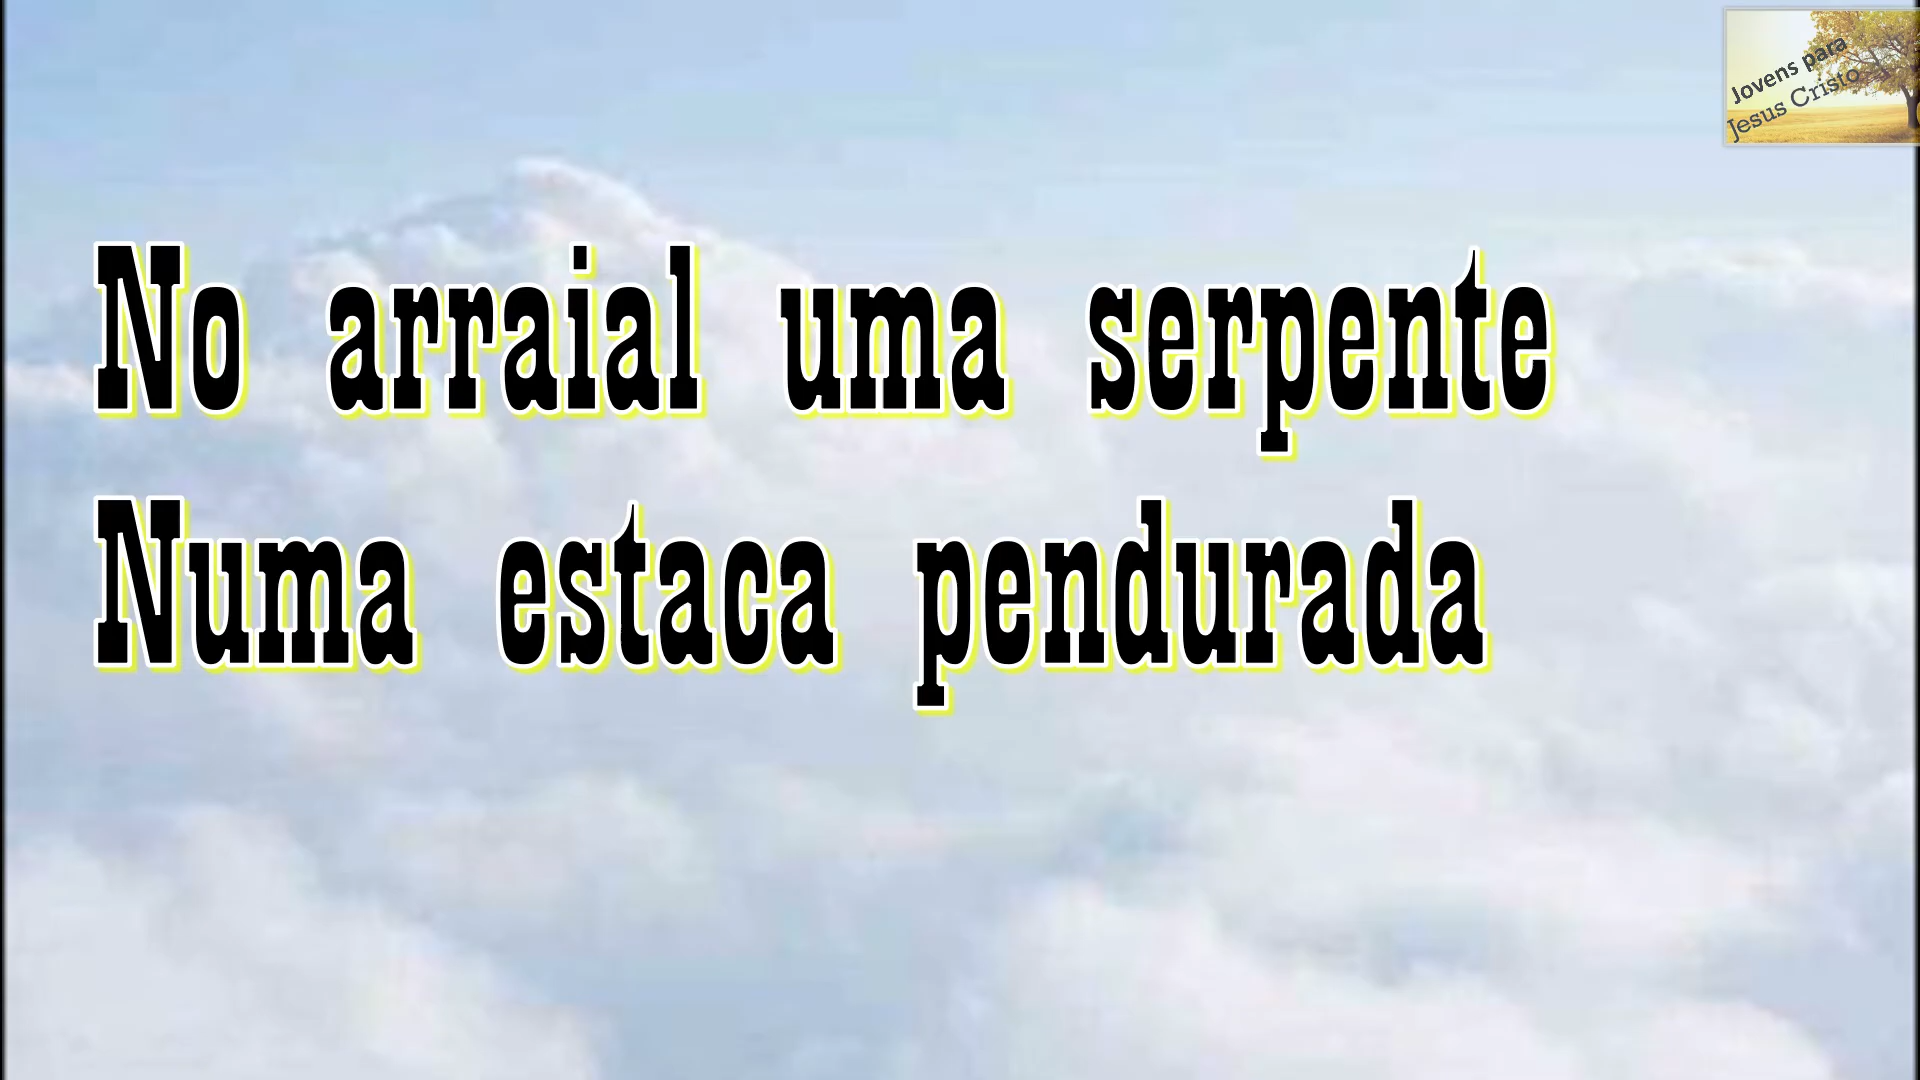 Jovens para
Jesus Cristo
No arraial uma serpente
Numa estaca pendurada